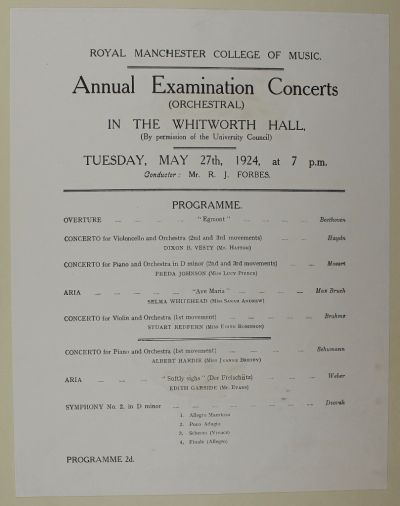 ROYAL MANCHESTER COLLEGE OF MUSIC.
Annual Examination Concerts
(ORCHESTRAL)
IN THE WHITWORTH HALL,
(By permission of the University Council)
TUESDAY, MAY 27th, 1924, at 7 p.m.
Conductor: Mr. R. J. FORBES.
PROGRAMME.
OVERTURE ... ... ... "Egmont" ... ... ... Beethoven
CONCERTO for Violoncello and Orchestra (2nd and 3rd movements) ... ... Haydn
DIXON B. VESTY (Mr. Hatton)
CONCERTO for Piano and Orchestra in D minor (2nd and 3rd movements) ... Mozart
FREDA JOHNSON (Miss Lucy Pierce)
ARIA ... ... ... "Ave Maria" ... ... ... Max Bruch
SELMA WHITEHEAD (Miss Sarah Andrew)
CONCERTO for Violin and Orchestra (1st movement) ... ... ... Brahms
STUART REDFERN (Miss Edith Robinson)
CONCERTO for Piano and Orchestra (1st movement) ... ... ... Schumann
ALBERT HARDIE (Miss)
ARIA ... ... "Softly sighs" (Der Freischütz) ... ... ... Weber
EDITH GARSIDE (Mr. Evans)
SYMPHONY No. 2, in D minor ... ... ... ... Dvorak
1. Allegro Maestoso
2. Poco Adagio
3. Scherzo (Vivace)
4. Finale (Allegro)
PROGRAMME 2d.